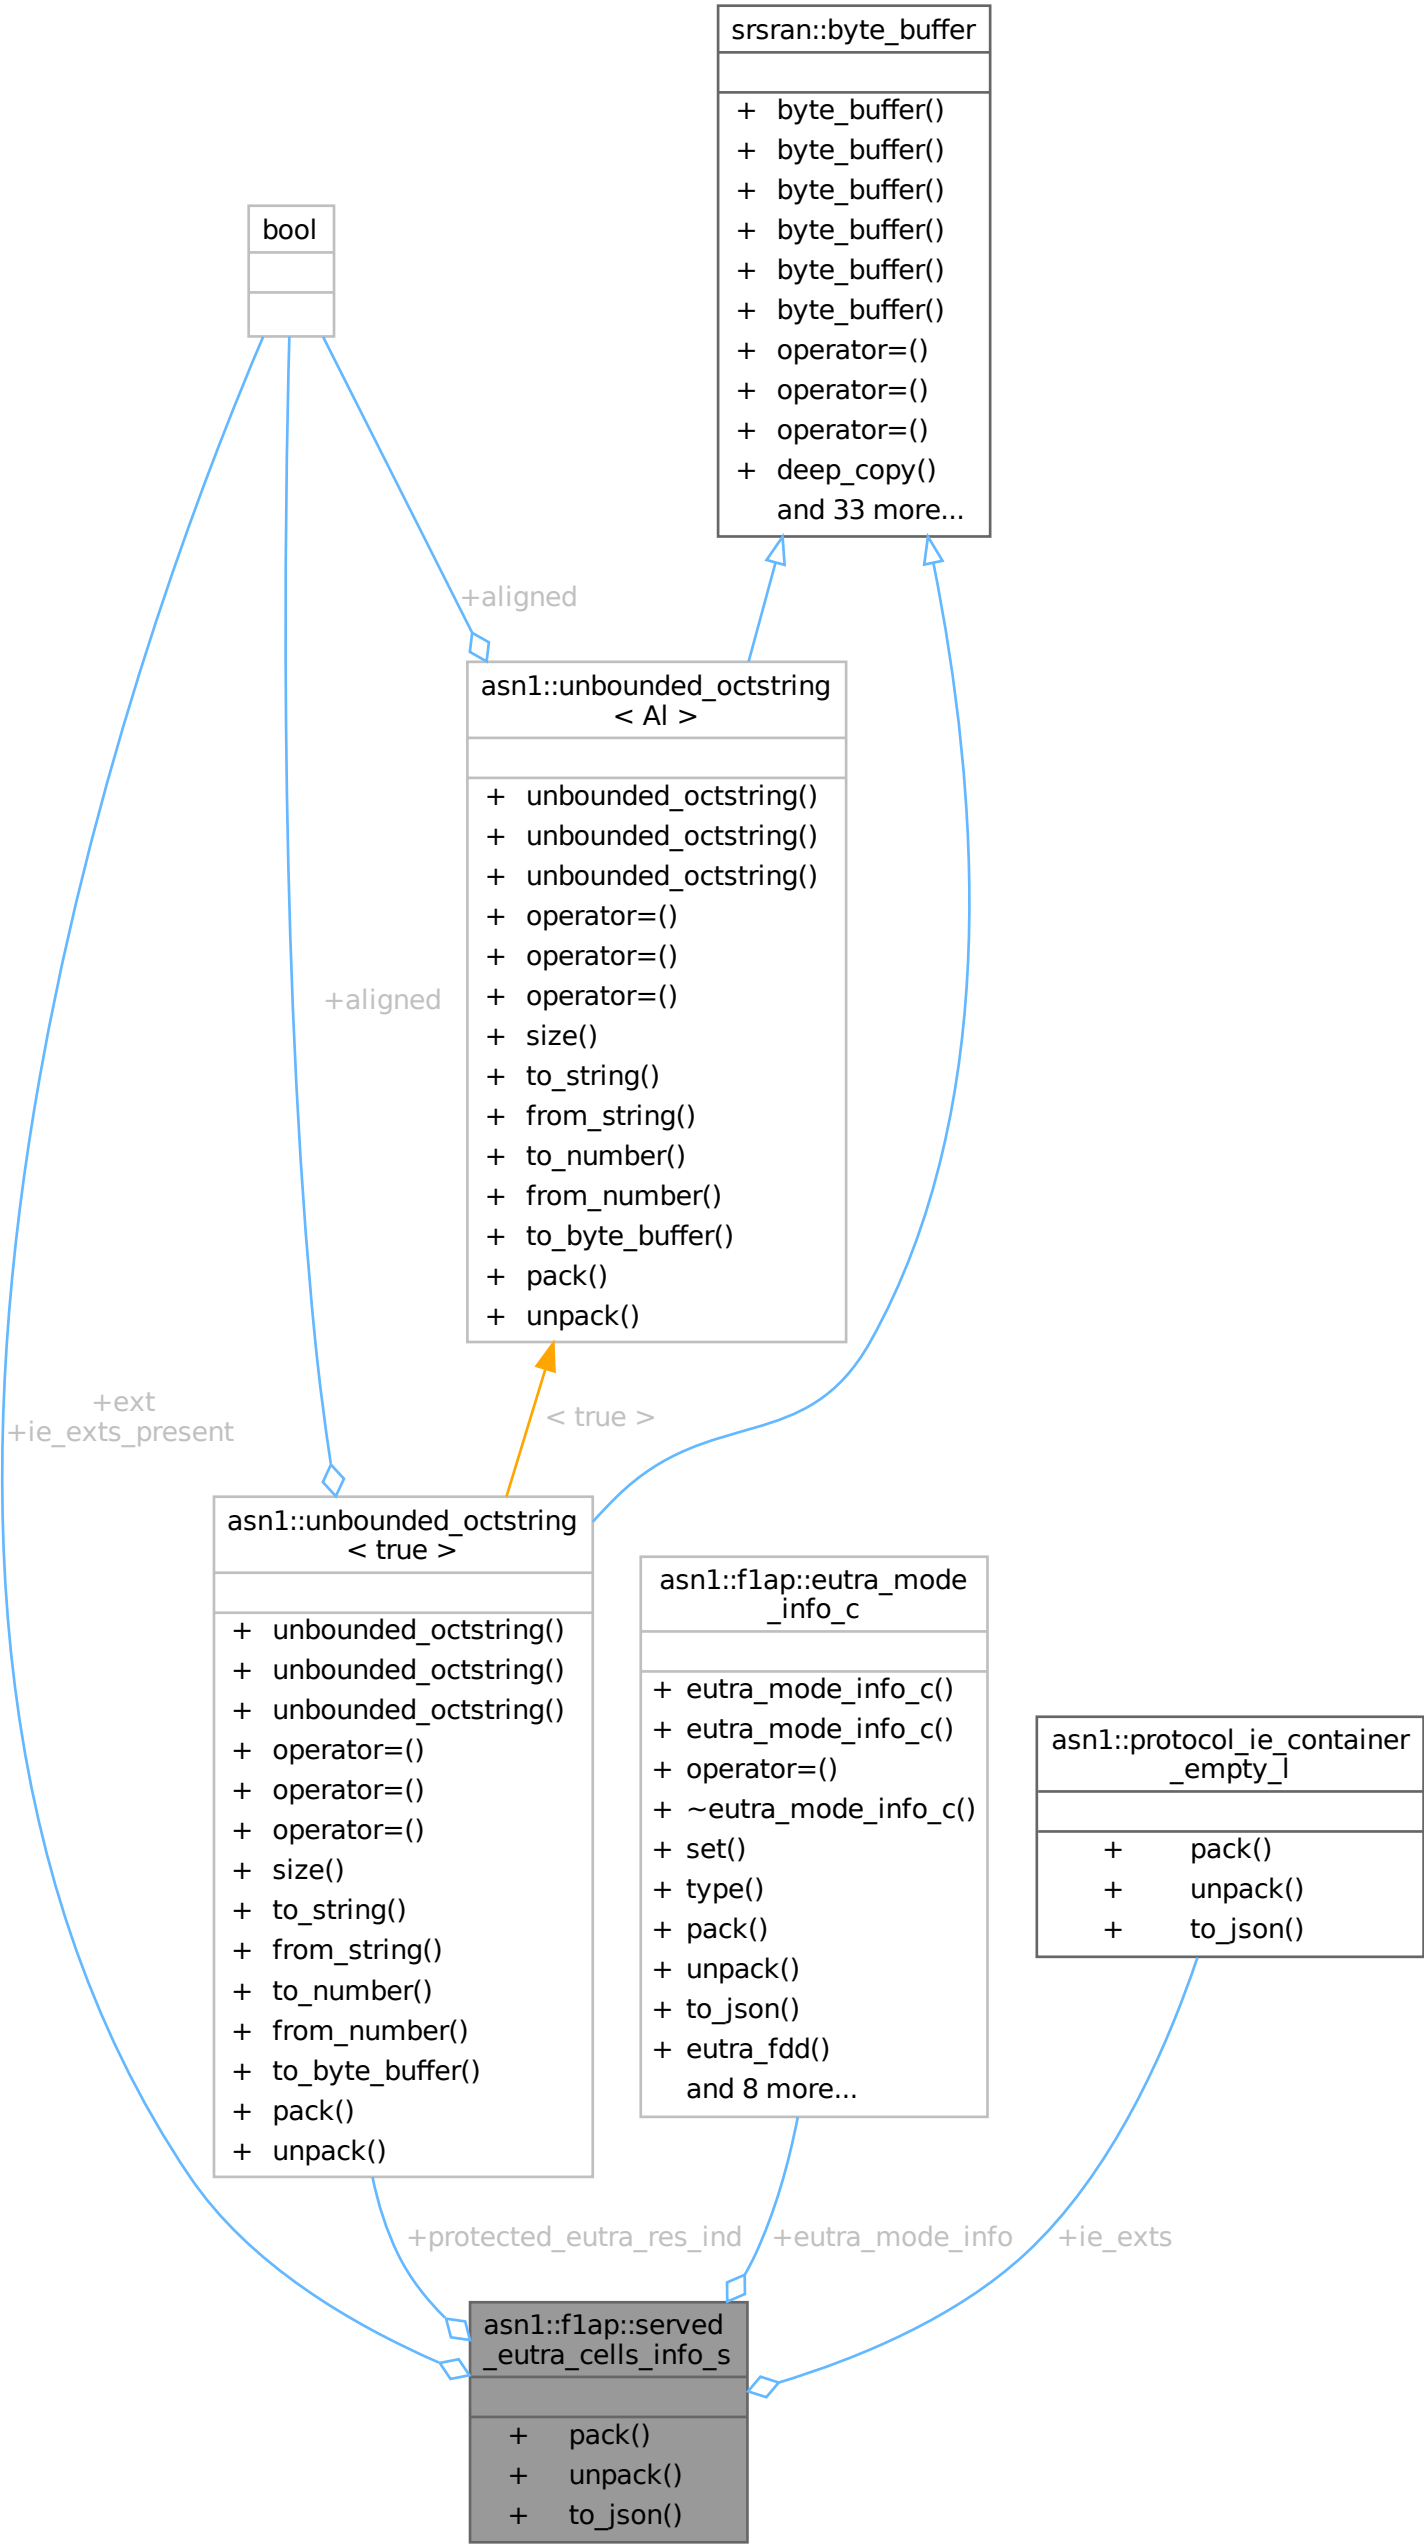 srsran::byte_buffer
+ byte_buffer()
+ byte_buffer()
+ byte_buffer()
+ byte_buffer()
+ byte_buffer()
+ byte_buffer()
+ operator=()
+ operator=()
+ operator=()
+ deep_copy()
and 33 more...
bool
+aligned
asn1::unbounded_octstring
< Al >
+ unbounded_octstring()
+ unbounded_octstring()
+ unbounded_octstring()
+ operator=()
+ operator=()
+ operator=()
+ size()
+ to_string()
+ from_string()
+ to_number()
+ from_number()
+ to_byte_buffer()
+ pack()
+ unpack()
+aligned
+ext
+ie_exts_present
< true >
asn1::unbounded_octstring
< true >
+ unbounded_octstring()
+ unbounded_octstring()
+ unbounded_octstring()
+ operator=()
+ operator=()
+ operator=()
+ size()
+ to_string()
+ from_string()
+ to_number()
+ from_number()
+ to_byte_buffer()
+ pack()
+ unpack()
asn1::f1ap::eutra_mode
_info_c
+ eutra_mode_info_c()
+ eutra_mode_info_c()
+ operator=()
+ ~eutra_mode_info_c()
+ set()
+ type()
+ pack()
+ unpack()
+ to_json()
+ eutra_fdd()
and 8 more...
asn1::protocol_ie_container
_empty_l
+ pack()
+ unpack()
+ to_json()
+protected_eutra_res_ind
+eutra_mode_info
+ie_exts
asn1::f1ap::served
_eutra_cells_info_s
+ pack()
+ unpack()
+ to_json()